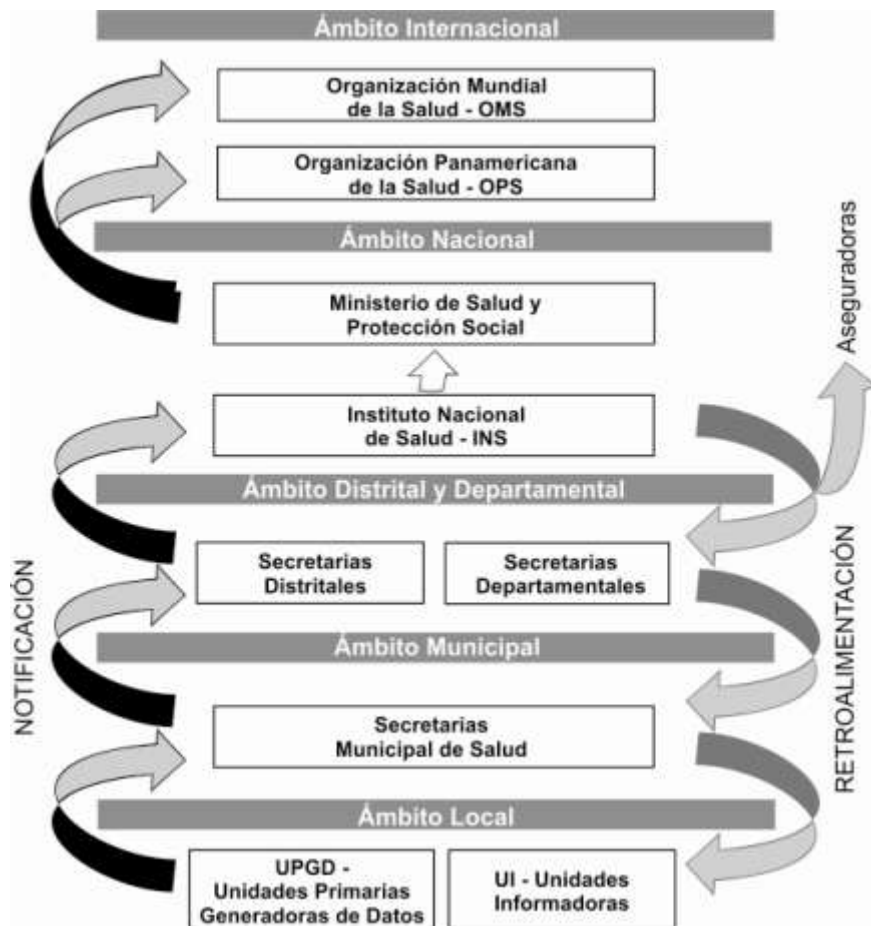 Ámbito Internacional
Organización Mundial
de la Salud - OMS
Organización Panamericana
de la Salud - OPS
Ámbito Nacional
Ministerio de Salud y
Protección Social
Aseguradoras
Instituto Nacional
de Salud - INS
Ámbito Distrital y Departamental
Secretarias
Distritales
Secretarias
Departamentales
NOTIFICACIÓN
RETROALIMENTACIÓN
Ámbito Municipal
Secretarias
Municipal de Salud
Ámbito Local
UPGD -
Unidades Primarias
Generadoras de Datos
UI - Unidades
Informadoras